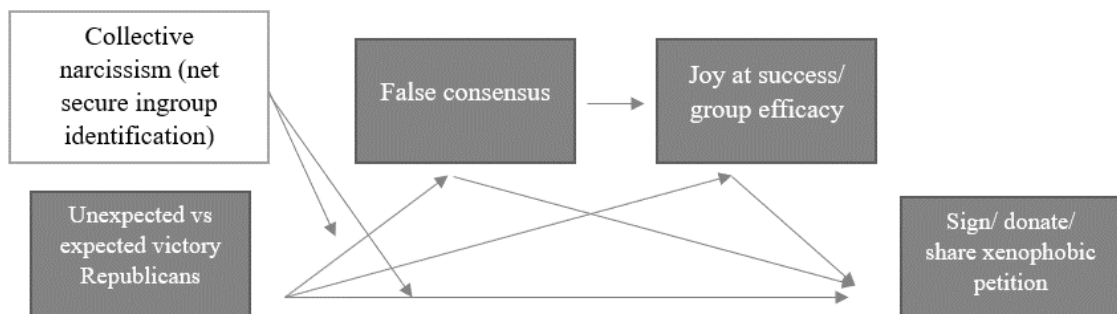 Collective
narcissism (net
secure ingroup
identification)
False consensus
Joy at success/
group efficacy
Unexpected vs
expected victory
Republicans
Sign/ donate/
share xenophobic
petition